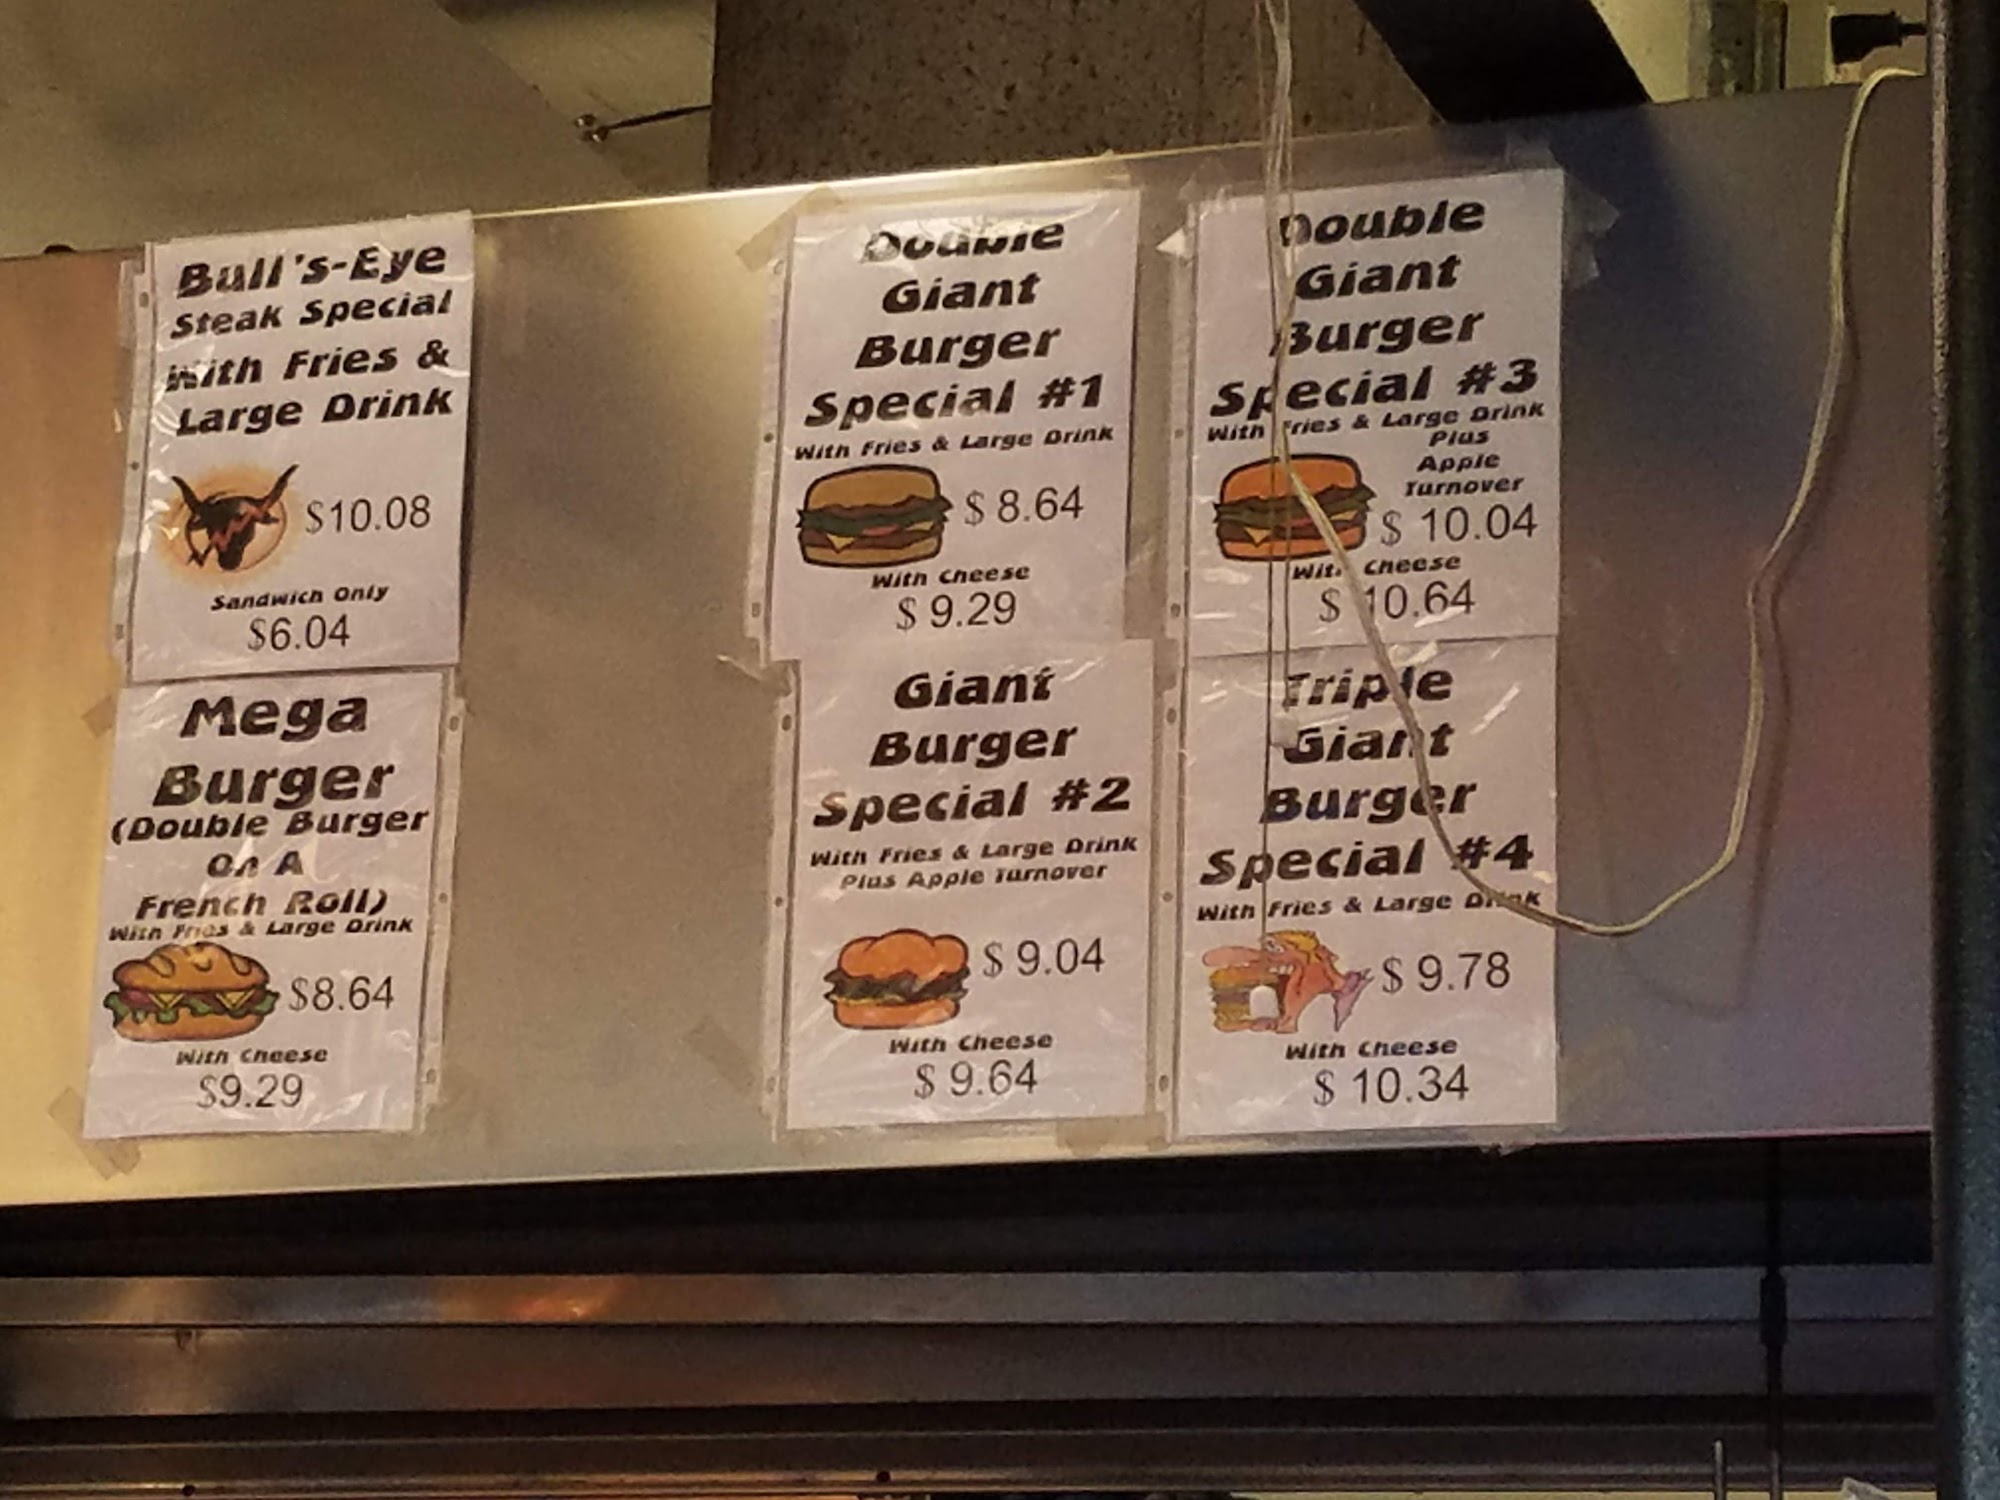 Bull's-Eye
Steak Special
With Fries &
Large Drink
$10.08
Sandwich Only
$6.04
Mega
Burger
(Double Burger
On A
French Roll)
With Fries & Large Drink
$8.64
With Cheese
$9.29
Double
Giant
Burger
Special #1
With Fries & Large Drink
$ 8.64
With Cheese
$ 9.29
Giant
Burger
Special #2
With Fries & Large Drink
Plus Apple Turnover
$ 9.04
With Cheese
$ 9.64
Double
Giant
Burger
Special #3
With Fries & Large Drink
Plus
Apple
Turnover
$ 10.04
With Cheese
$ 10.64
Triple
Giant
Burger
Special #4
With Fries & Large Drink
$ 9.78
With Cheese
$ 10.34